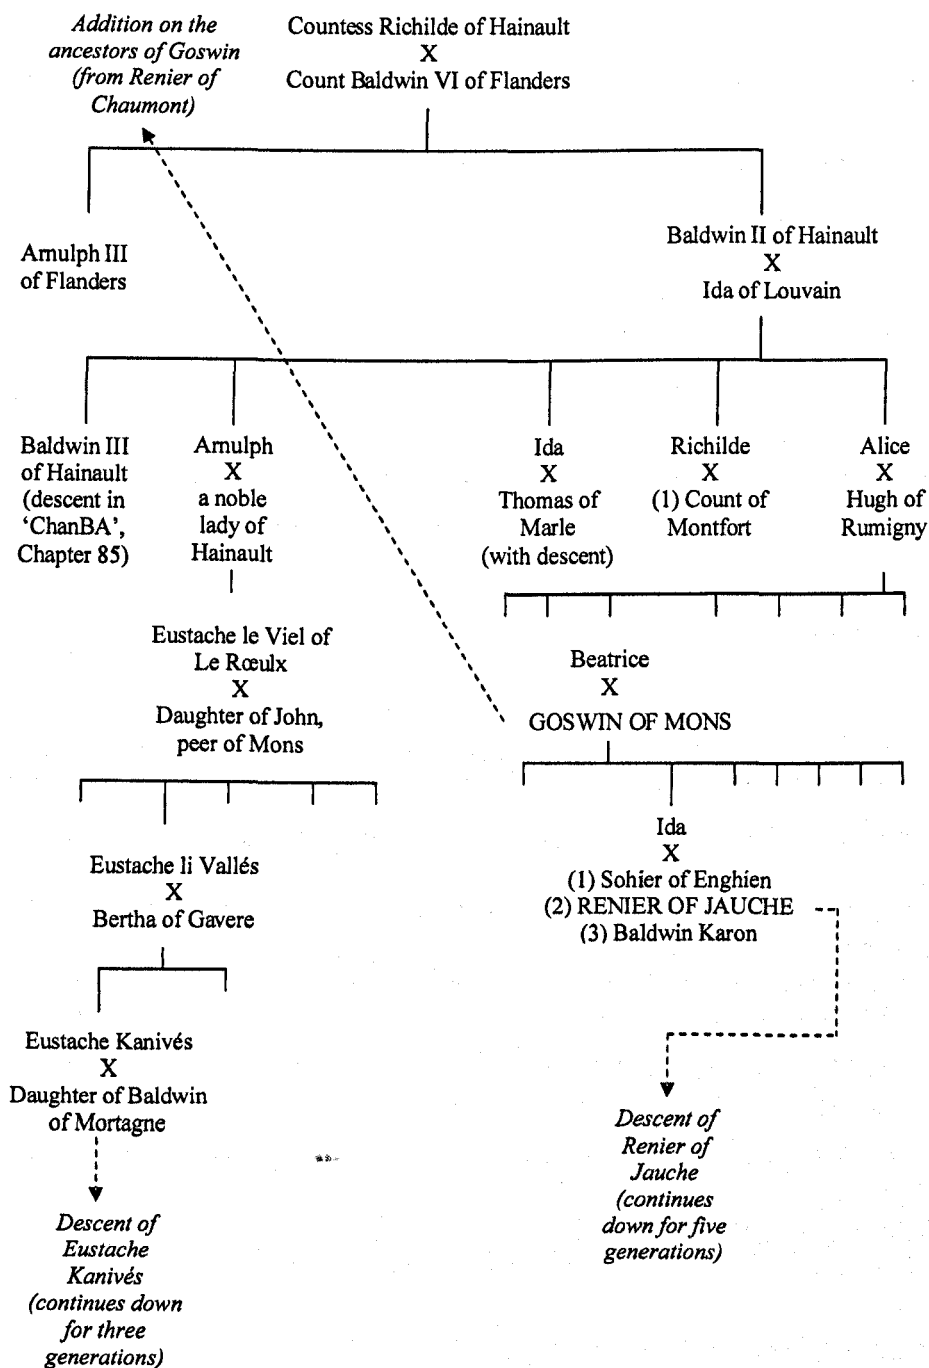 Addition on the
ancestors of Goswin
(from Renier of
Chaumont)
Countess Richilde of Hainault
X
Count Baldwin VI of Flanders
Arnulph III
of Flanders
Baldwin II of Hainault
X
Ida of Louvain
Baldwin III
of Hainault
(descent in
‘ChanBA’,
Chapter 85)
Arnulph
X
a noble
lady of
Hainault
Ida
X
Thomas of
Marle
(with descent)
Richilde
X
(1) Count of
Montfort
Alice
X
Hugh of
Rumigny
Eustache le Viel of
Le Rœulx
X
Daughter of John,
peer of Mons
Beatrice
X
GOSWIN OF MONS
Eustache li Vallés
X
Bertha of Gavere
Ida
X
(1) Sohier of Enghien
(2) RENIER OF JAUCHE
(3) Baldwin Karon
Eustache Kanivés
X
Daughter of Baldwin
of Mortagne
Descent of
Eustache
Kanivés
(continues down
for three
generations)
Descent of
Renier of
Jauche
(continues
down for five
generations)